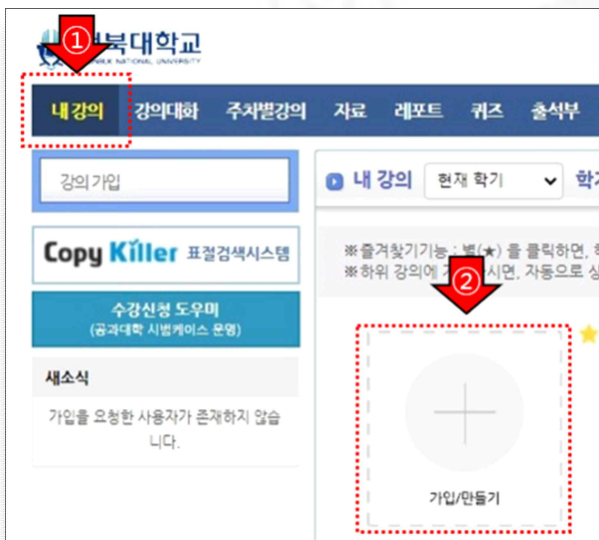 ①
북대학교
NATIONAL UNIVERSITY
내 강의 강의대화 주차별강의 자료 레포트 퀴즈 출석부
강의 가입
Copy Killer 표절검색시스템
수강신청 도우미
(공과대학 시범케이스 운영)
새소식
가입을 요청한 사용자가 존재하지 않습
니다.
내 강의 현재 학기
※즐겨찾기기능 : 별(★) 을 클릭하면,
※하위 강의에 시면, 자동으로
②
가입/만들기